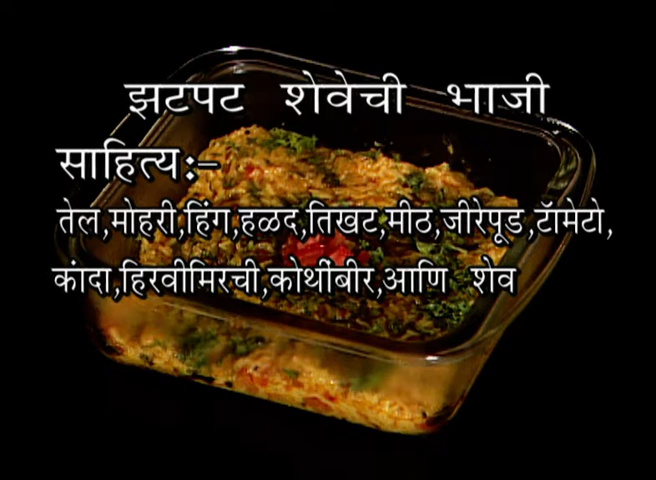 झटपट शेवेची भाजी
साहित्य:-
तेल,मोहरी,हिंग,हळद,तिखट,मीठ,जीरेपूड,टॅामेटो,
कांदा,हिरवीमिरची,कोथींबीर,आणि शेव